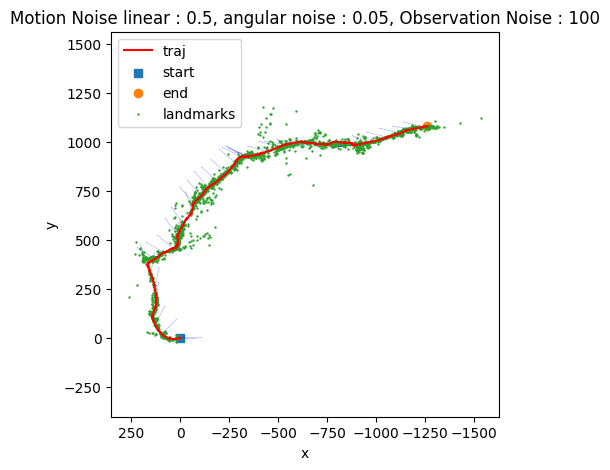 Motion Noise linear : 0.5, angular noise : 0.05, Observation Noise : 100
traj
start
end
landmarks
1500
1250
1000
750
500
250
0
−250
y
250 0 −250 −500 −750 −1000 −1250 −1500
x